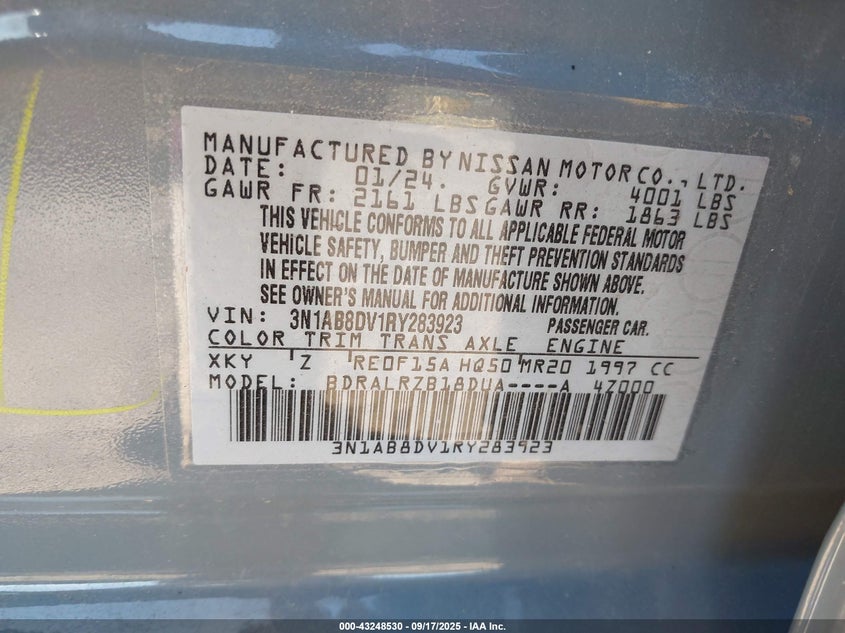 MANUFACTURED BY NISSAN MOTOR CO., LTD.
DATE: 01/24. GVWR: 4001 LBS
GAWR FR: 2161 LBS GAWR RR: 1863 LBS
THIS VEHICLE CONFORMS TO ALL APPLICABLE FEDERAL MOTOR
VEHICLE SAFETY, BUMPER AND THEFT PREVENTION STANDARDS
IN EFFECT ON THE DATE OF MANUFACTURE SHOWN ABOVE.
SEE OWNER'S MANUAL FOR ADDITIONAL INFORMATION.
VIN: 3N1AB8DV1RY283923 PASSENGER CAR.
COLOR TRIM TRANS AXLE ENGINE
XKY Z RE0F15A HQ50 MR20 1997 CC
MODEL: BDRALRZB18DUA----A 47000
3N1AB8DV1RY283923
000-43248530 - 09/17/2025 - IAA Inc.